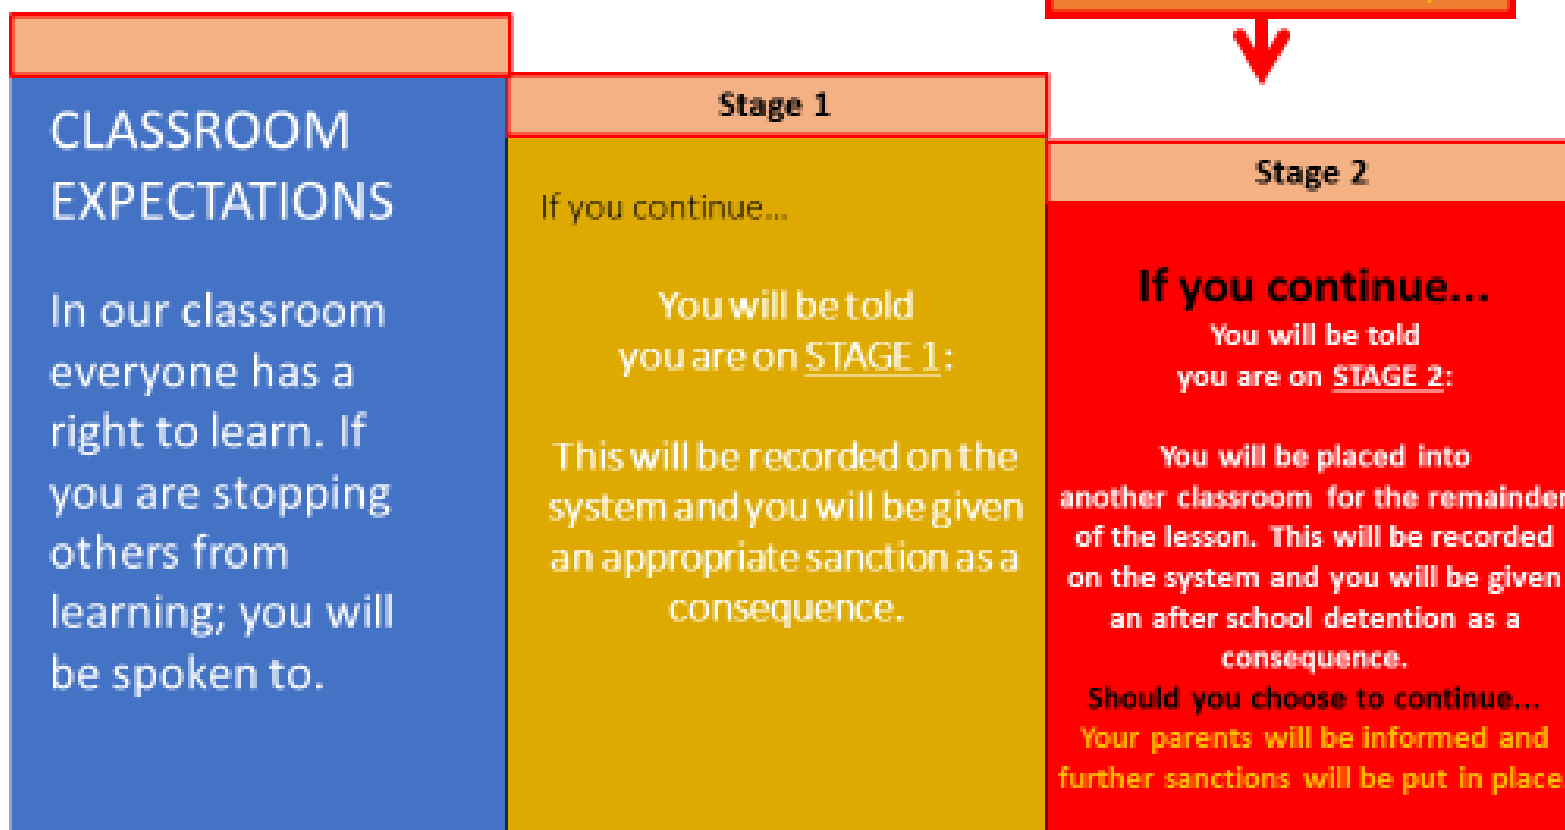 CLASSROOM
EXPECTATIONS
In our classroom
everyone has a
right to learn. If
you are stopping
others from
learning; you will
be spoken to.
Stage 1
If you continue...
You will be told
you are on STAGE 1:
This will be recorded on the
system and you will be given
an appropriate sanction as a
consequence.
Stage 2
If you continue...
You will be told
you are on STAGE 2:
You will be placed into
another classroom for the remainder
of the lesson. This will be recorded
on the system and you will be given
an after school detention as a
consequence.
Should you choose to continue...
Your parents will be informed and
further sanctions will be put in place